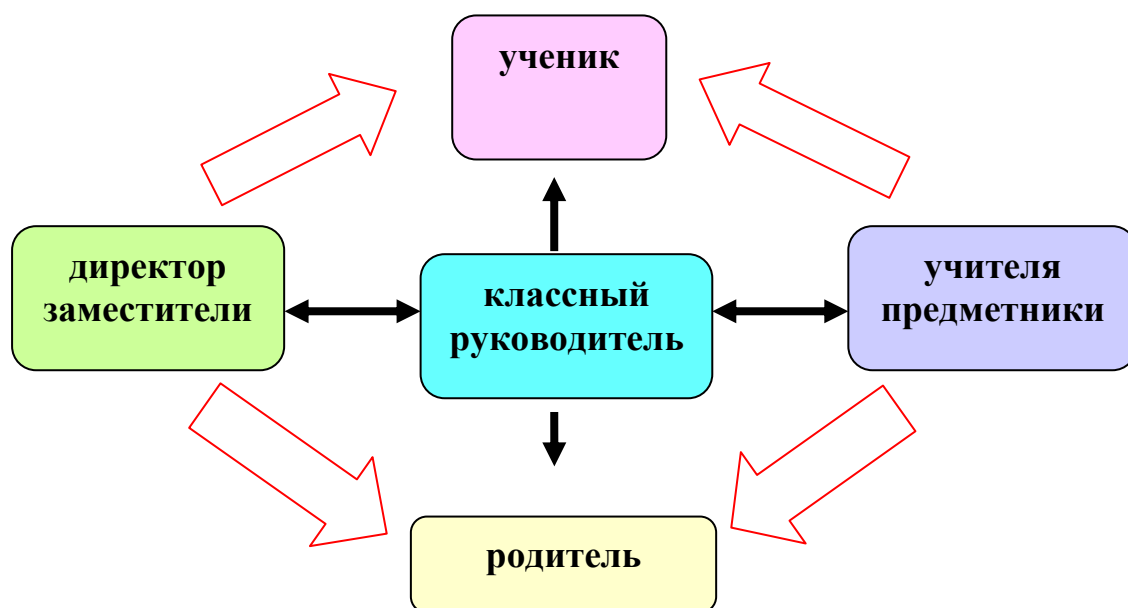 ученик
директор
заместители
классный
руководитель
учителя
предметники
родитель